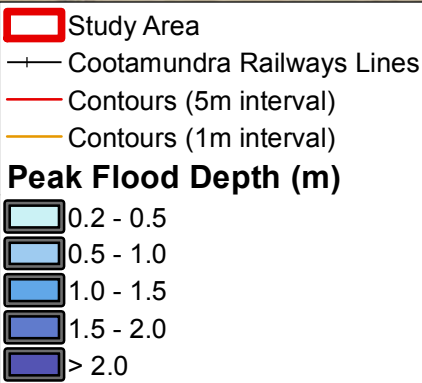 Study Area
Cootamundra Railways Lines
Contours (5m interval)
Contours (1m interval)
Peak Flood Depth (m)
0.2 - 0.5
0.5 - 1.0
1.0 - 1.5
1.5 - 2.0
> 2.0